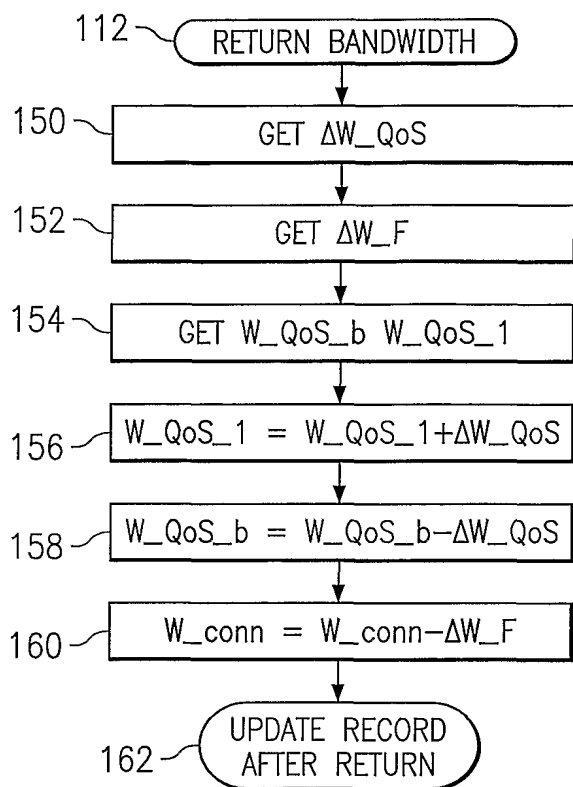 112 RETURN BANDWIDTH
150 GET ΔW_QoS
152 GET ΔW_F
154 GET W_QoS_b W_QoS_1
156 W_QoS_1 = W_QoS_1+ΔW_QoS
158 W_QoS_b = W_QoS_b-ΔW_QoS
160 W_conn = W_conn-ΔW_F
162 UPDATE RECORD
AFTER RETURN